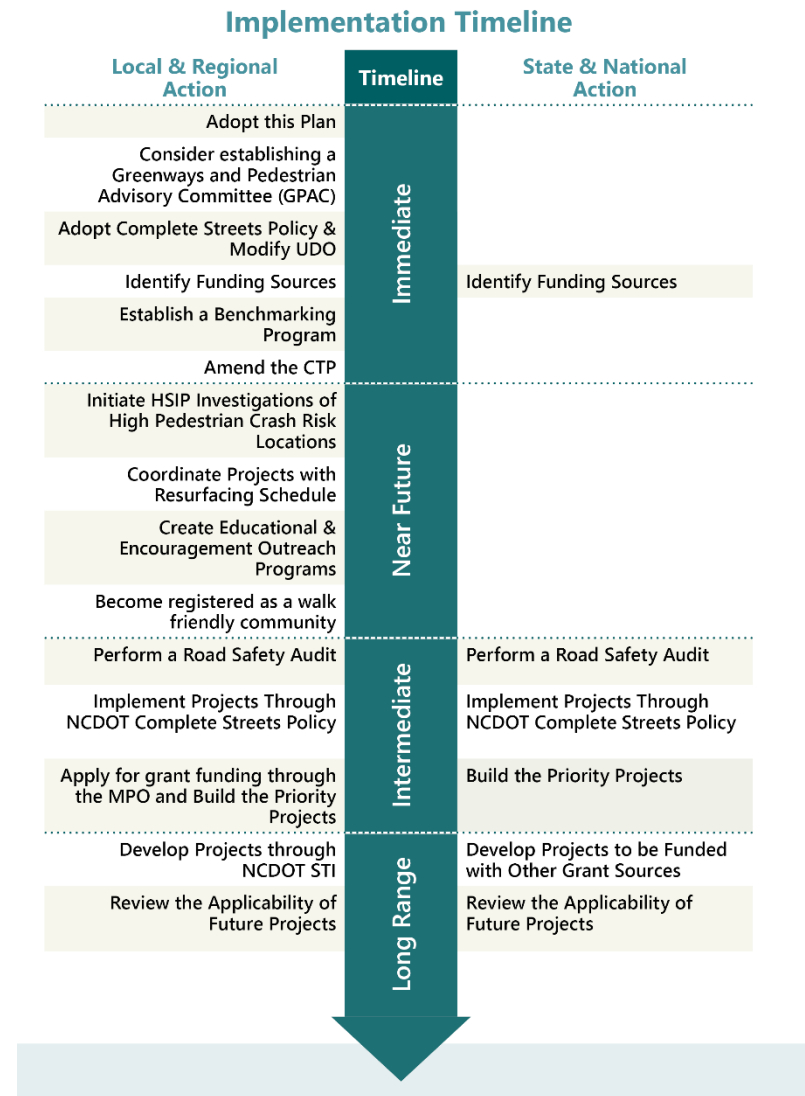 Implementation Timeline
Local & Regional
Action
Timeline
State & National
Action
Immediate
Adopt this Plan
Consider establishing a
Greenways and Pedestrian
Advisory Committee (GPAC)
Adopt Complete Streets Policy &
Modify UDO
Identify Funding Sources
Identify Funding Sources
Establish a Benchmarking
Program
Amend the CTP
Near Future
Initiate HSIP Investigations of
High Pedestrian Crash Risk
Locations
Coordinate Projects with
Resurfacing Schedule
Create Educational &
Encouragement Outreach
Programs
Become registered as a walk
friendly community
Intermediate
Perform a Road Safety Audit
Perform a Road Safety Audit
Implement Projects Through
NCDOT Complete Streets Policy
Implement Projects Through
NCDOT Complete Streets Policy
Apply for grant funding through
the MPO and Build the Priority
Projects
Build the Priority Projects
Long Range
Develop Projects through
NCDOT STI
Develop Projects to be Funded
with Other Grant Sources
Review the Applicability of
Future Projects
Review the Applicability of
Future Projects